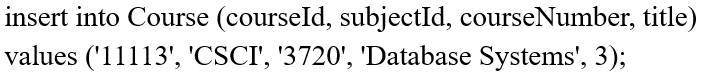 insert into Course (courseId, subjectId, courseNumber, title)
values ('11113', 'CSCI', '3720', 'Database Systems', 3);